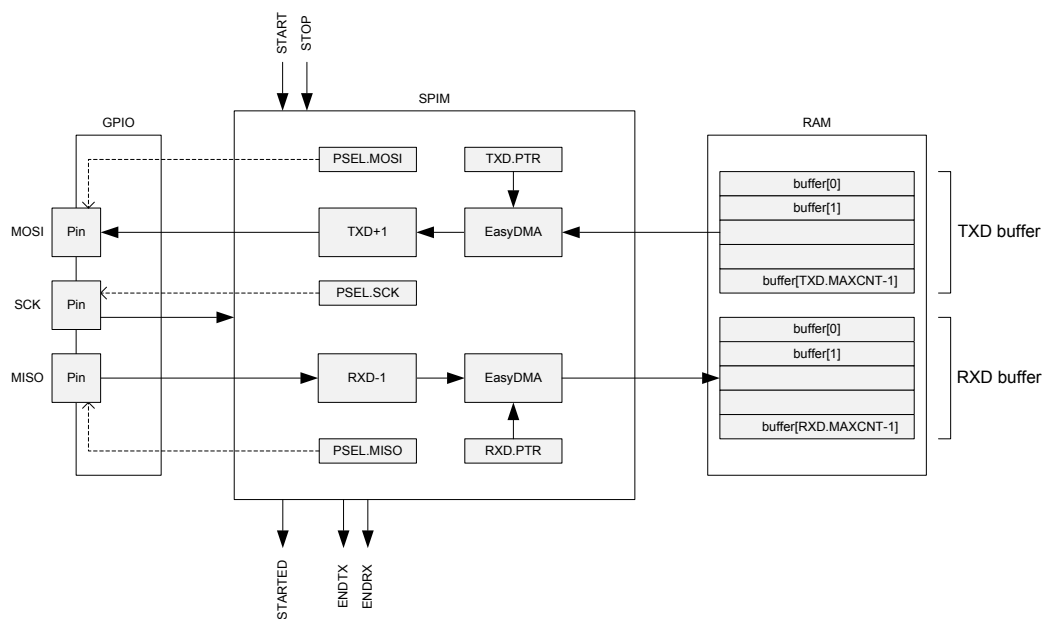 START
STOP
SPIM
GPIO
RAM
PSEL.MOSI
TXD.PTR
buffer[0]
buffer[1]
MOSI
Pin
TXD+1
EasyDMA
TXD buffer
buffer[TXD.MAXCNT-1]
PSEL.SCK
SCK
Pin
buffer[0]
buffer[1]
MISO
Pin
RXD-1
EasyDMA
RXD buffer
buffer[RXD.MAXCNT-1]
PSEL.MISO
RXD.PTR
STARTED
ENDTX
ENDRX